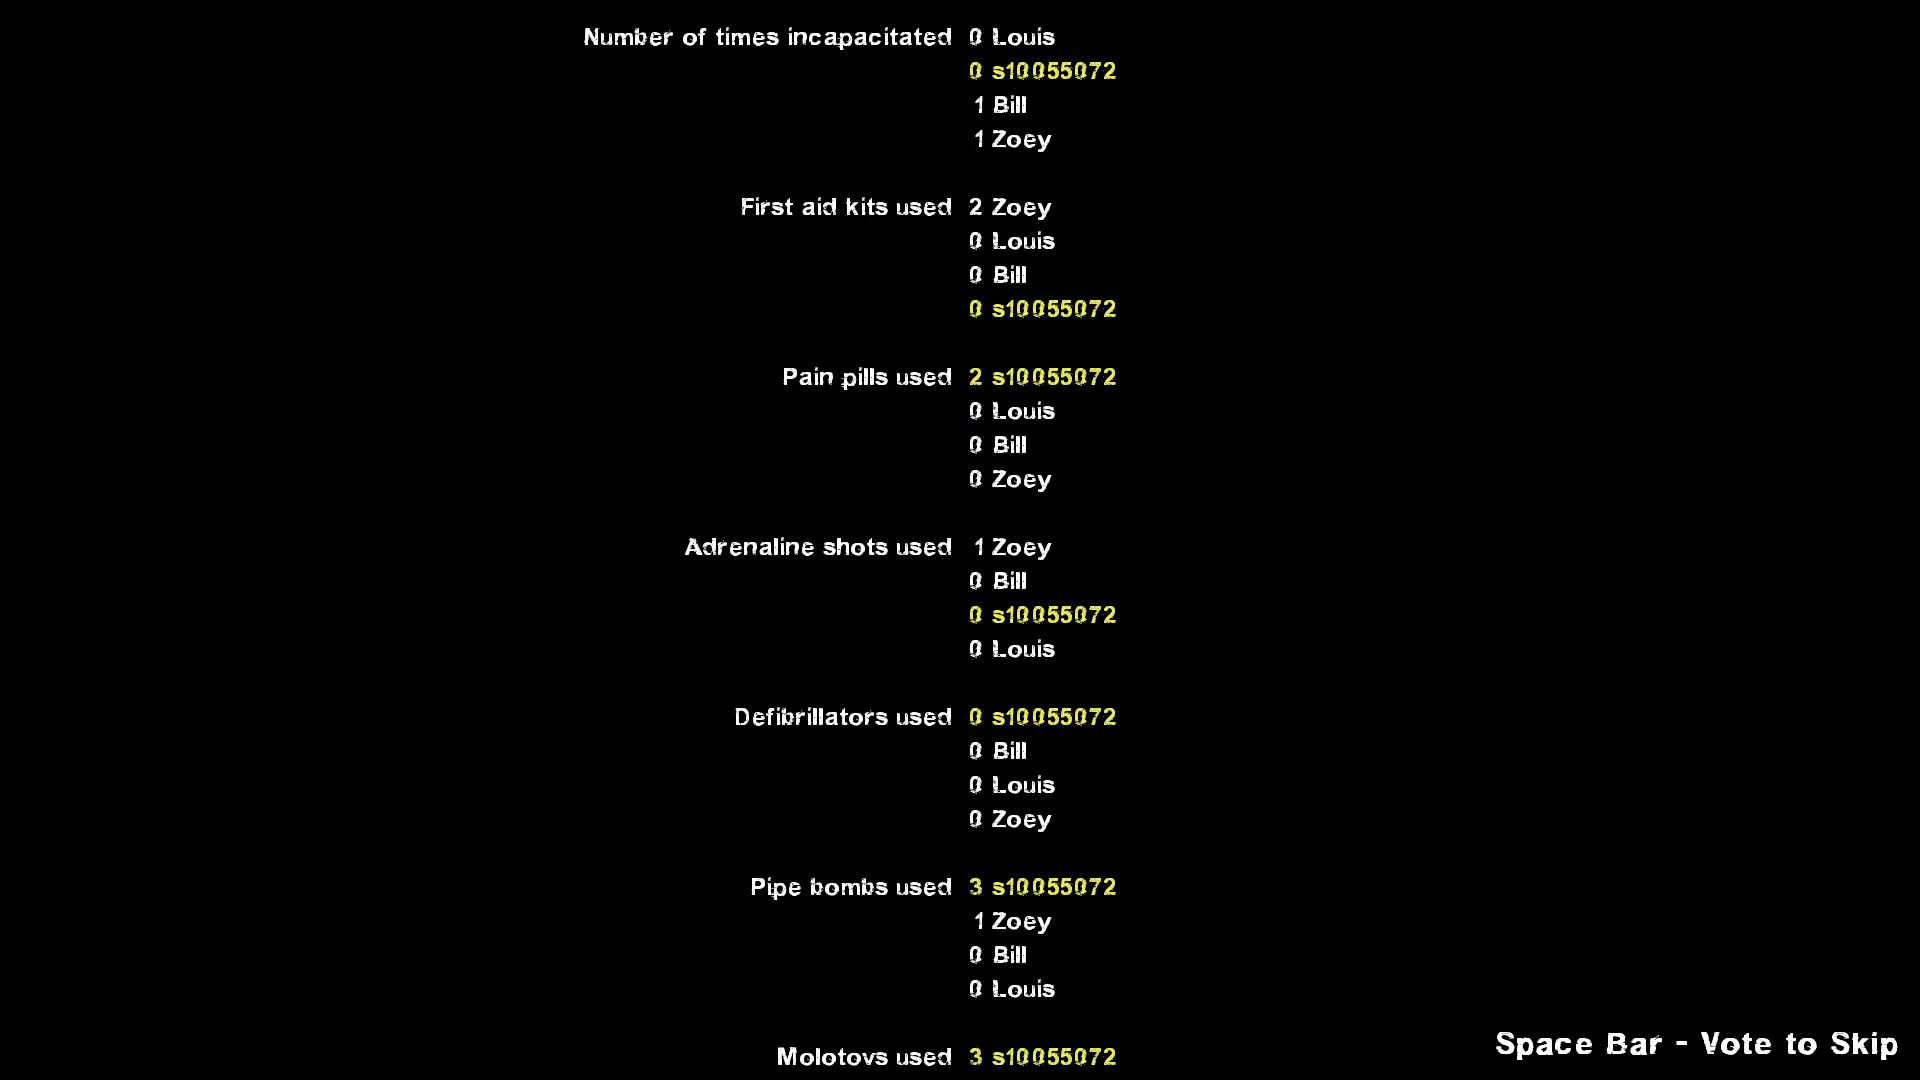 Number of times incapacitated 0 Louis
0 s10055072
1 Bill
1 Zoey
First aid kits used 2 Zoey
0 Louis
0 Bill
0 s10055072
Pain pills used 2 s10055072
0 Louis
0 Bill
0 Zoey
Adrenaline shots used 1 Zoey
0 Bill
0 s10055072
0 Louis
Defibrillators used 0 s10055072
0 Bill
0 Louis
0 Zoey
Pipe bombs used 3 s10055072
1 Zoey
0 Bill
0 Louis
Molotovs used 3 s10055072
Space Bar - Vote to Skip